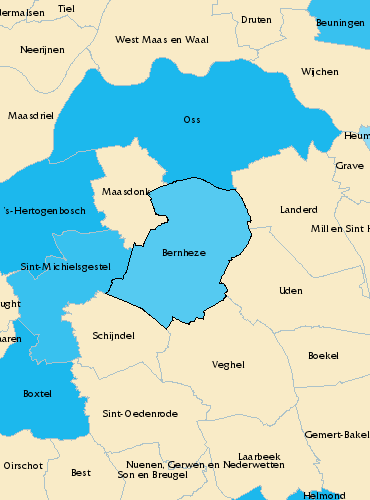 dermalsen
Tiel
Druten
Beuningen
West Maas en Waal
Neerijnen
Wijchen
Maasdriel
Oss
Heum
Grave
Maasdonk
's-Hertogenbosch
Landerd
Mill en Sint H
Bernheze
Sint-Michielsgestel
Uden
ught
Schijndel
aaren
Boekel
Veghel
Boxtel
Sint-Oedenrode
Gemert-Bakel
Laarbeek
Oirschot
Nuenen, Gerwen en Nederwetten
Best
Son en Breugel
Helmond